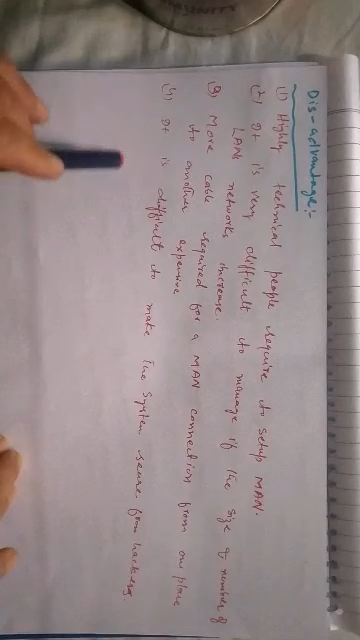 Dis-advantage:-
(1) Highly technical people require to setup MAN.
(2) It is very difficult to manage if the size & number of
LAN networks increase.
(3) More cable required for a MAN connection from one place
to another expensive
(4) It is difficult to make the system secure from hackers.